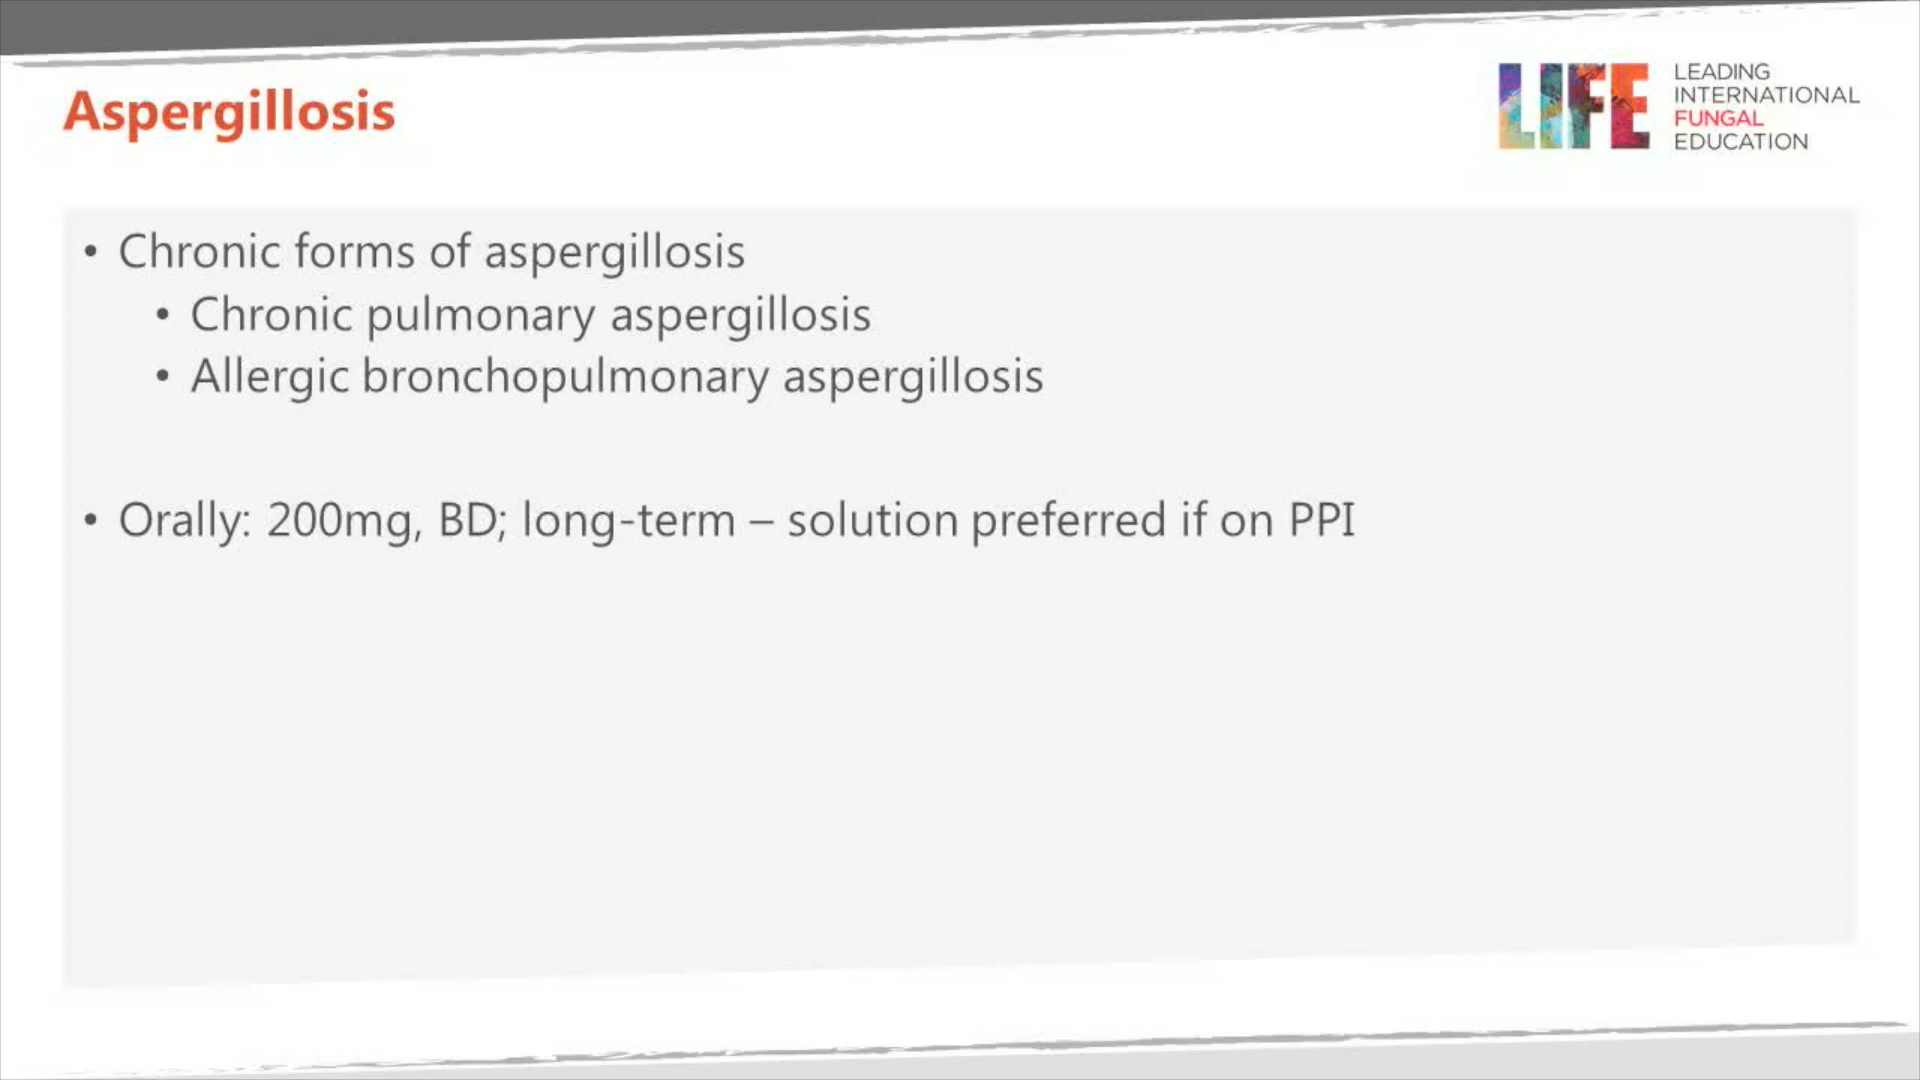 Aspergillosis
LIFE
LEADING
INTERNATIONAL
FUNGAL
EDUCATION
• Chronic forms of aspergillosis
• Chronic pulmonary aspergillosis
• Allergic bronchopulmonary aspergillosis
• Orally: 200mg, BD; long-term – solution preferred if on PPI